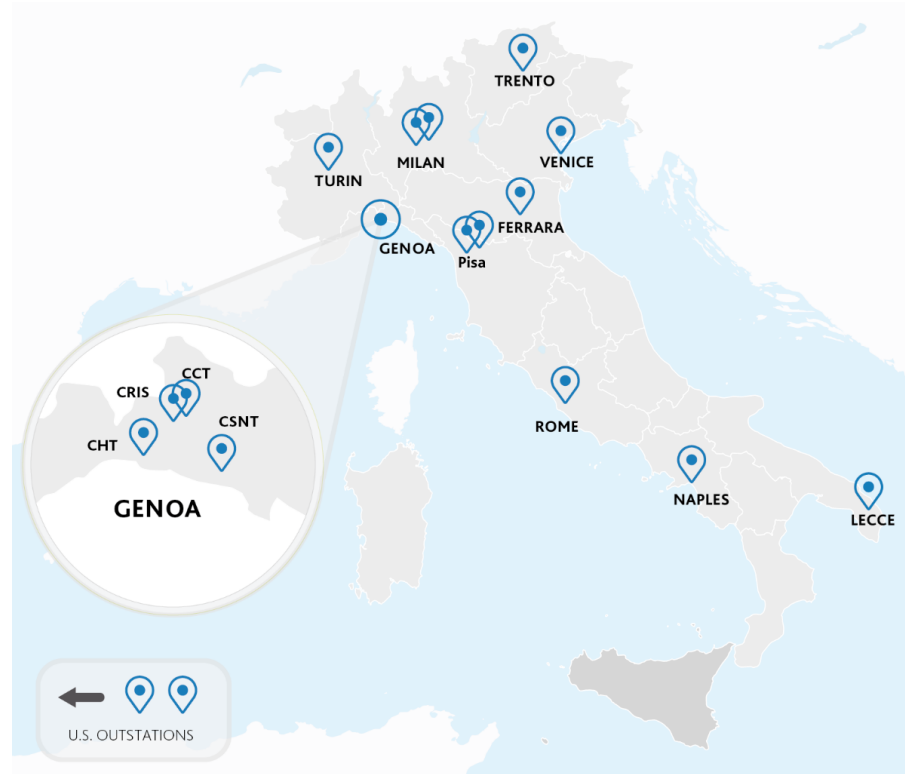 TRENTO
MILAN
VENICE
TURIN
FERRARA
GENOA
Pisa
CCT
CRIS
CSNT
CHT
GENOA
ROME
NAPLES
LECCE
U.S. OUTSTATIONS